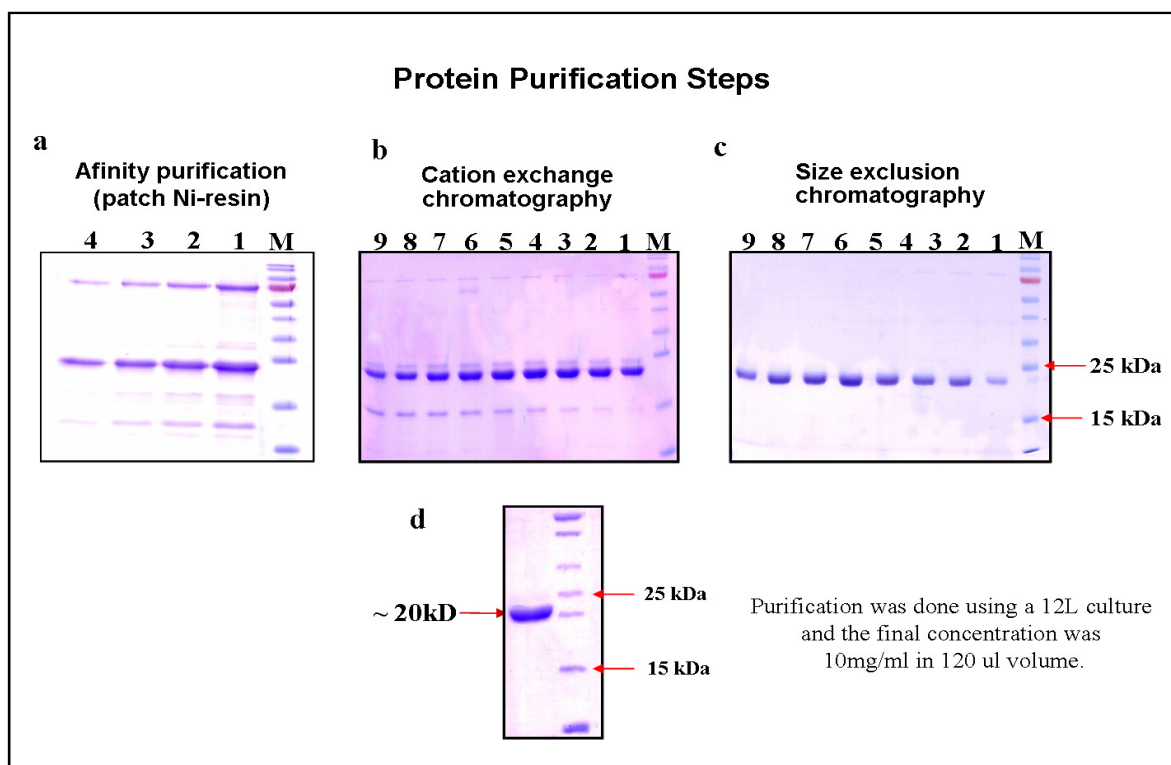 Protein Purification Steps
a
Afinity purification
(patch Ni-resin)
4 3 2 1 M
b
Cation exchange
chromatography
9 8 7 6 5 4 3 2 1 M
c
Size exclusion
chromatography
9 8 7 6 5 4 3 2 1 M
25 kDa
15 kDa
d
~ 20kD
25 kDa
15 kDa
Purification was done using a 12L culture
and the final concentration was
10mg/ml in 120 ul volume.